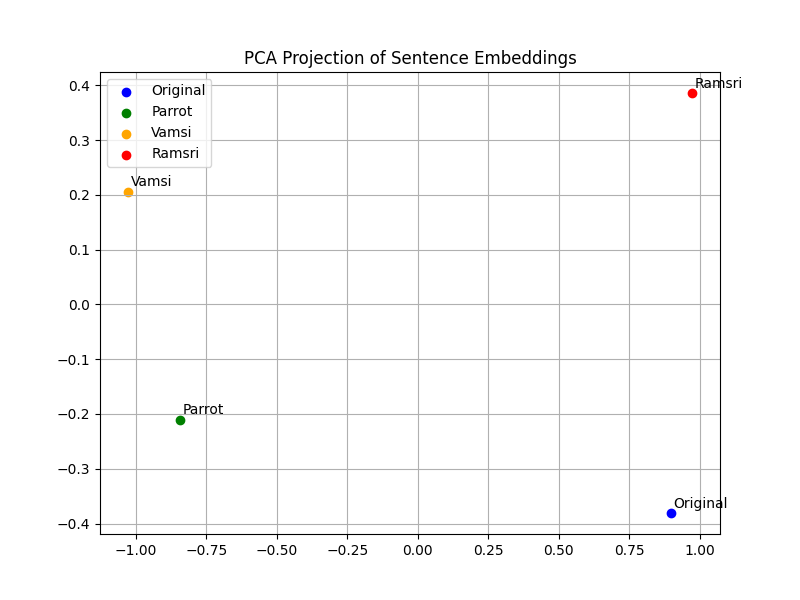 PCA Projection of Sentence Embeddings
Original
Parrot
Vamsi
Ramsri
Ramsri
Vamsi
Parrot
Original
0.4
0.3
0.2
0.1
0.0
−0.1
−0.2
−0.3
−0.4
−1.00 −0.75 −0.50 −0.25 0.00 0.25 0.50 0.75 1.00